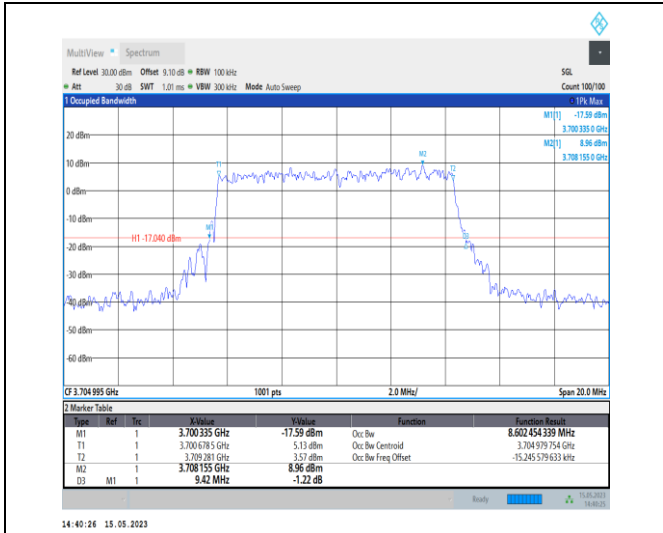 MultiView Spectrum
Ref Level 30.00 dBm Offset 9.10 dB RBW 100 kHz SGL
Att 30 dB SWT 1.01 ms VBW 300 kHz Mode Auto Sweep Count 100/100
1 Occupied Bandwidth 1Pk Max
M1[1] -17.59 dBm
3.700 335 0 GHz
M2[1] 8.96 dBm
3.708 155 0 GHz
20 dBm
10 dBm
0 dBm
-10 dBm
-20 dBm
-30 dBm
-40 dBm
-50 dBm
-60 dBm
T1
M2
T2
M1
H1 -17.040 dBm
CF 3.704 995 GHz 1001 pts 2.0 MHz/ Span 20.0 MHz
2 Marker Table
Type Ref Trc X-Value Y-Value Function Function Result
M1 1 3.700 335 GHz -17.59 dBm Occ Bw 8.602 454 339 MHz
T1 1 3.700 678 5 GHz 5.13 dBm Occ Bw Centroid 3.704 979 754 GHz
T2 1 3.709 281 GHz 3.57 dBm Occ Bw Freq Offset -15.245 579 633 kHz
M2 1 3.708 155 GHz 8.96 dBm
D3 M1 1 9.42 MHz -1.22 dB
Ready 15.05.2023
14:40:25
14:40:26 15.05.2023